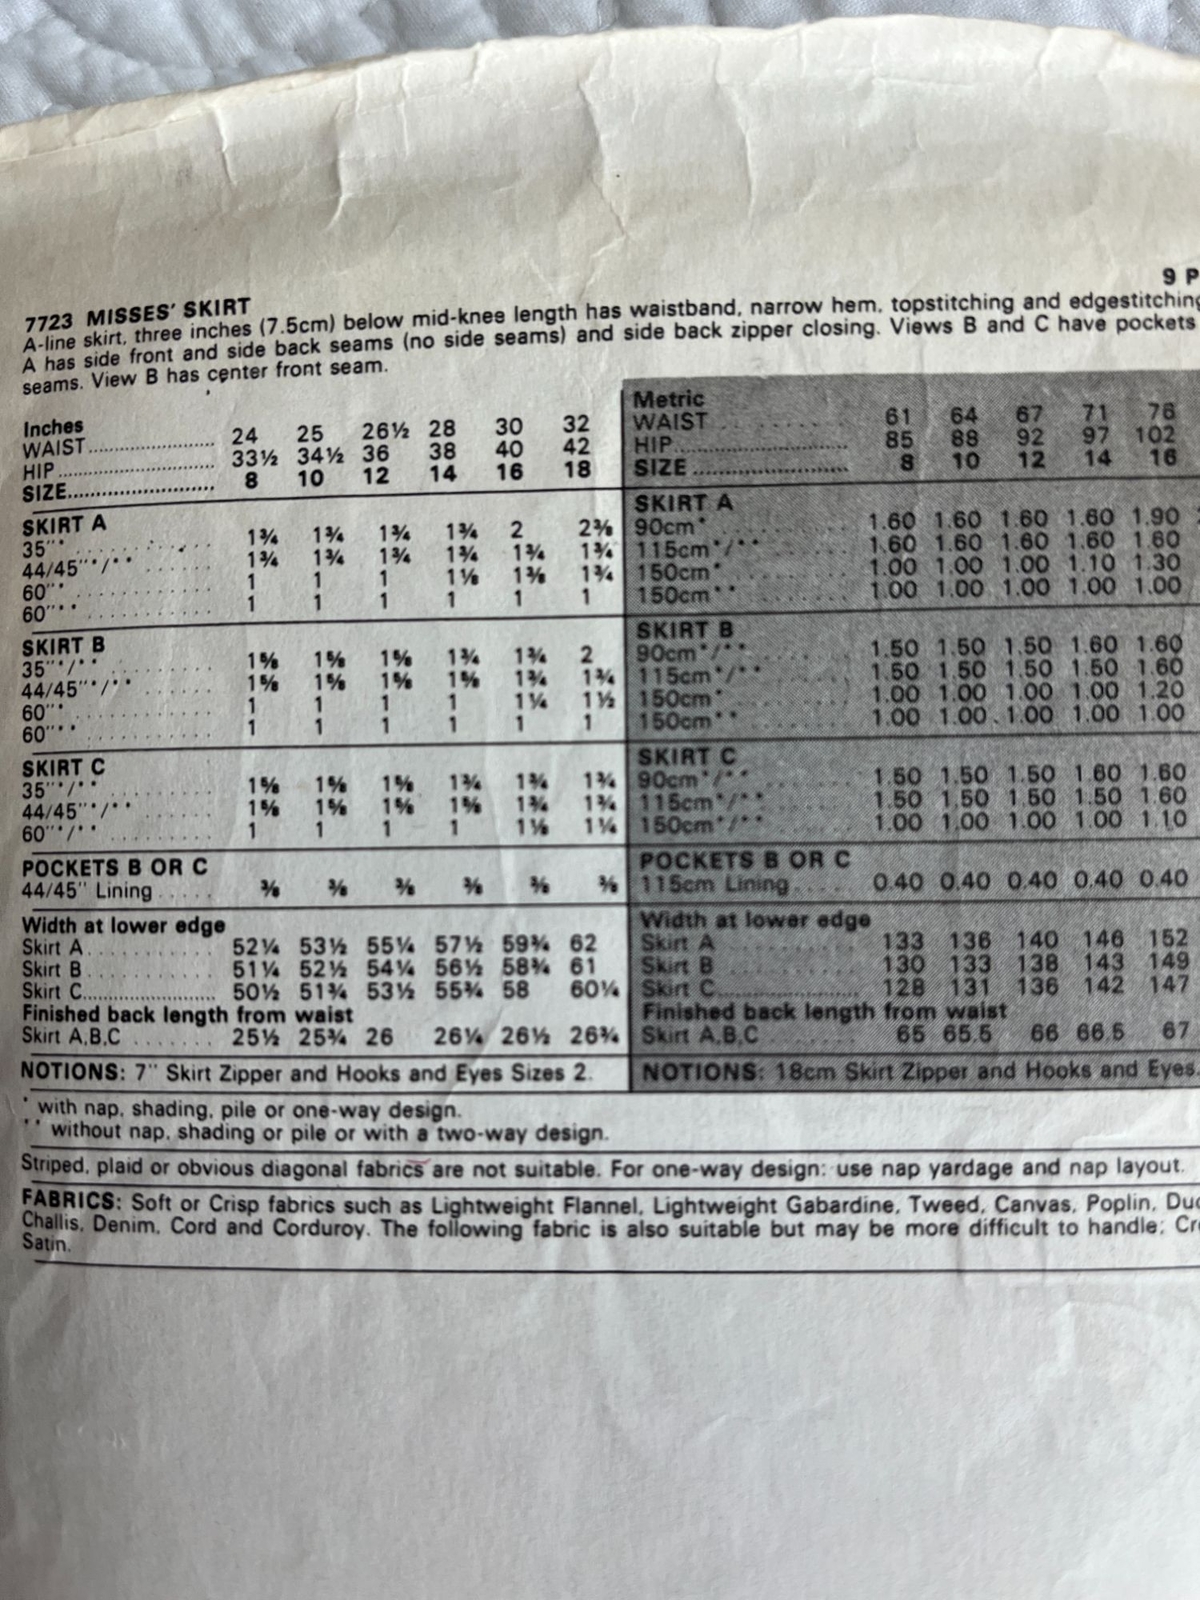 9 P
7723 MISSES' SKIRT
A-line skirt, three inches (7.5cm) below mid-knee length has waistband, narrow hem, topstitching and edgestitching
A has side front and side back seams (no side seams) and side back zipper closing. Views B and C have pockets
seams. View B has center front seam.
Inches
WAIST 24 25 26½ 28 30 32
HIP 33½ 34½ 36 38 40 42
SIZE 8 10 12 14 16 18
SKIRT A
35"* 1¾ 1¾ 1¾ 1¾ 2 2⅜
44/45"*/** 1¾ 1¾ 1¾ 1¾ 1¾ 1¾
60"* 1 1 1 1⅛ 1⅜ 1¾
60"** 1 1 1 1 1 1
SKIRT B
35"*/** 1⅝ 1⅝ 1⅝ 1¾ 1¾ 2
44/45"*/** 1⅝ 1⅝ 1⅝ 1⅝ 1¾ 1¾
60"* 1 1 1 1 1¼ 1½
60"** 1 1 1 1 1 1
SKIRT C
35"*/** 1⅝ 1⅝ 1⅝ 1¾ 1¾ 1¾
44/45"*/** 1⅝ 1⅝ 1⅝ 1⅝ 1¾ 1¾
60"*/** 1 1 1 1 1⅛ 1¼
POCKETS B OR C
44/45" Lining ⅜ ⅜ ⅜ ⅜ ⅜ ⅜
Width at lower edge
Skirt A 52¼ 53½ 55¼ 57½ 59¾ 62
Skirt B 51¼ 52½ 54¼ 56½ 58¾ 61
Skirt C 50½ 51¾ 53½ 55¾ 58 60¼
Finished back length from waist
Skirt A,B,C 25½ 25¾ 26 26¼ 26½ 26¾
NOTIONS: 7" Skirt Zipper and Hooks and Eyes Sizes 2.
Metric
WAIST 61 64 67 71 76
HIP 85 88 92 97 102
SIZE 8 10 12 14 16
SKIRT A
90cm* 1.60 1.60 1.60 1.60 1.90
115cm*/** 1.60 1.60 1.60 1.60 1.60
150cm* 1.00 1.00 1.00 1.10 1.30
150cm** 1.00 1.00 1.00 1.00 1.00
SKIRT B
90cm*/** 1.50 1.50 1.50 1.60 1.60
115cm*/** 1.50 1.50 1.50 1.50 1.60
150cm* 1.00 1.00 1.00 1.00 1.20
150cm** 1.00 1.00 1.00 1.00 1.00
SKIRT C
90cm*/** 1.50 1.50 1.50 1.60 1.60
115cm*/** 1.50 1.50 1.50 1.50 1.60
150cm*/** 1.00 1.00 1.00 1.00 1.10
POCKETS B OR C
115cm Lining 0.40 0.40 0.40 0.40 0.40
Width at lower edge
Skirt A 133 136 140 146 152
Skirt B 130 133 138 143 149
Skirt C 128 131 136 142 147
Finished back length from waist
Skirt A,B,C 65 65.5 66 66.5 67
NOTIONS: 18cm Skirt Zipper and Hooks and Eyes.
* with nap, shading, pile or one-way design.
** without nap, shading or pile or with a two-way design.
Striped, plaid or obvious diagonal fabrics are not suitable. For one-way design: use nap yardage and nap layout.
FABRICS: Soft or Crisp fabrics such as Lightweight Flannel, Lightweight Gabardine, Tweed, Canvas, Poplin, Duc
Challis, Denim, Cord and Corduroy. The following fabric is also suitable but may be more difficult to handle: Cr
Satin.